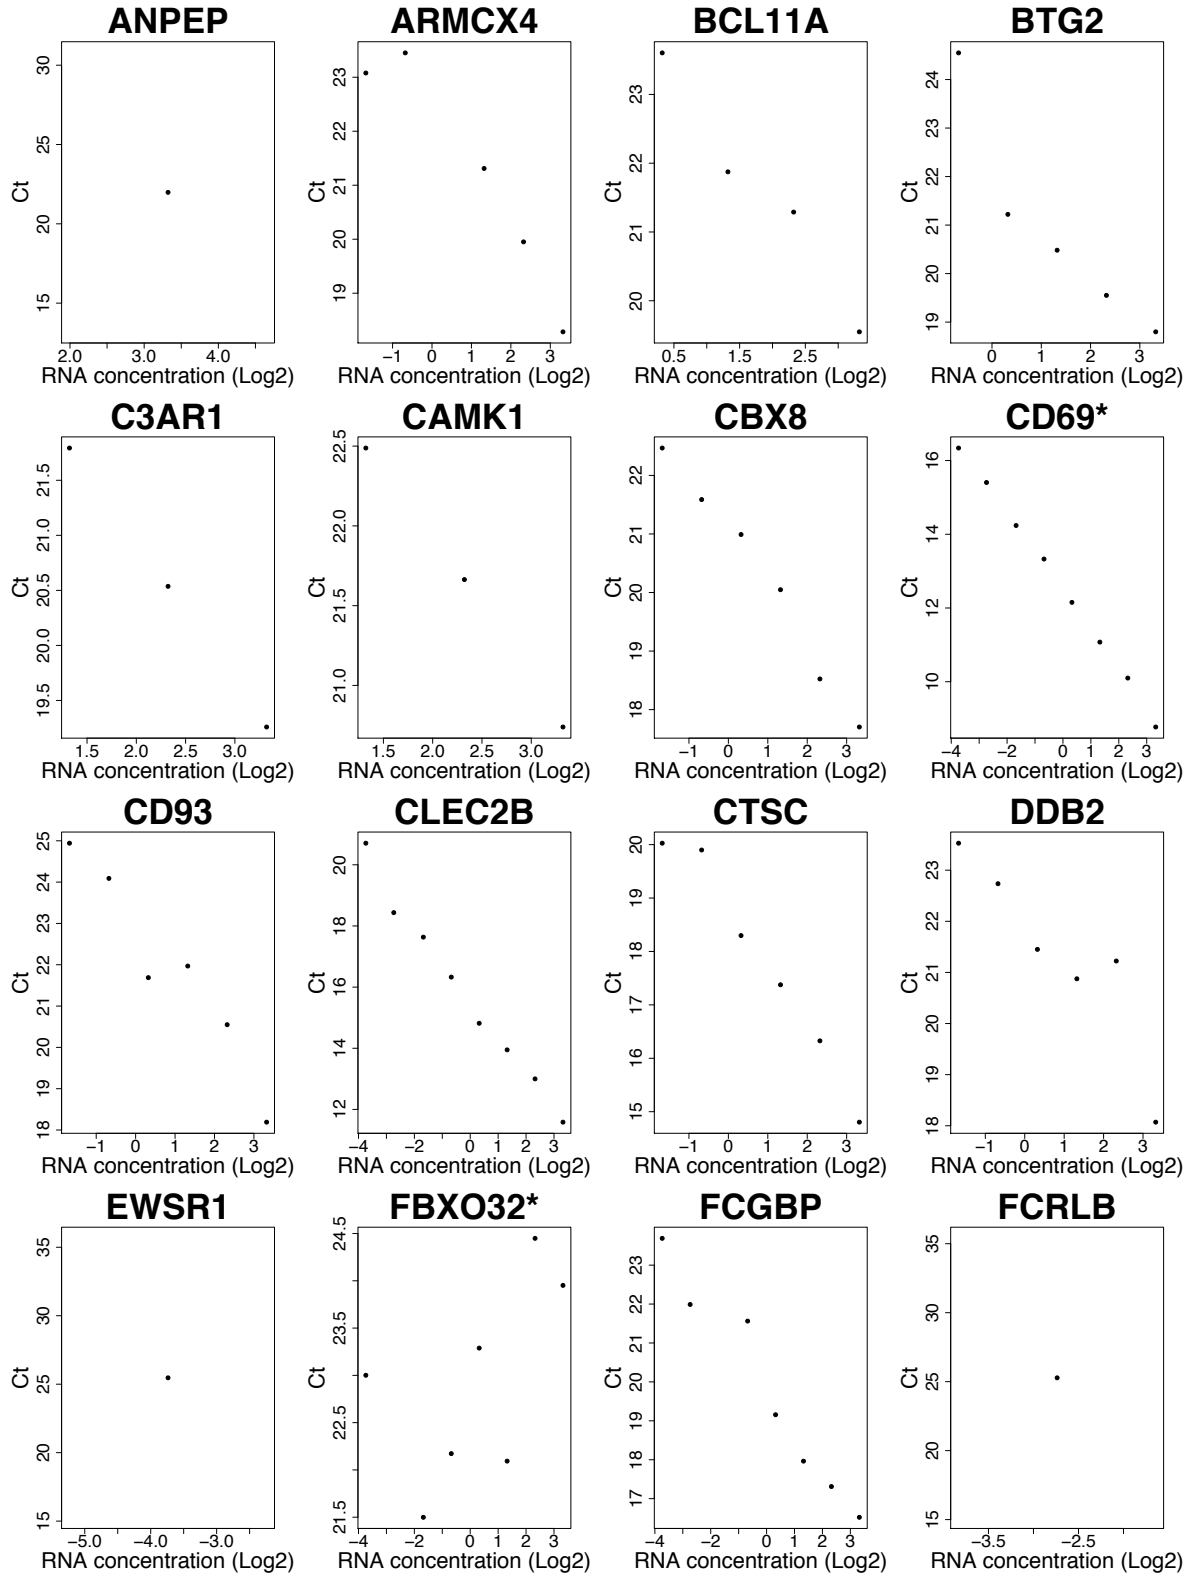 ANPEP ARMCX4 BCL11A BTG2
Ct
15 20 25 30
2.0 3.0 4.0
RNA concentration (Log2)
Ct
19 20 21 22 23
−1 0 1 2 3
RNA concentration (Log2)
Ct
20 21 22 23
0.5 1.5 2.5
RNA concentration (Log2)
Ct
19 20 21 22 23 24
0 1 2 3
RNA concentration (Log2)
C3AR1 CAMK1 CBX8 CD69*
Ct
19.5 20.0 20.5 21.0 21.5
1.5 2.0 2.5 3.0
RNA concentration (Log2)
Ct
21.0 21.5 22.0 22.5
1.5 2.0 2.5 3.0
RNA concentration (Log2)
Ct
18 19 20 21 22
−1 0 1 2 3
RNA concentration (Log2)
Ct
10 12 14 16
−4 −2 0 1 2 3
RNA concentration (Log2)
CD93 CLEC2B CTSC DDB2
Ct
18 19 20 21 22 23 24 25
−1 0 1 2 3
RNA concentration (Log2)
Ct
12 14 16 18 20
−4 −2 0 1 2 3
RNA concentration (Log2)
Ct
15 16 17 18 19 20
−1 0 1 2 3
RNA concentration (Log2)
Ct
18 19 20 21 22 23
−1 0 1 2 3
RNA concentration (Log2)
EWSR1 FBXO32* FCGBP FCRLB
Ct
15 20 25 30 35
−5.0 −4.0 −3.0
RNA concentration (Log2)
Ct
21.5 22.5 23.5 24.5
−4 −2 0 1 2 3
RNA concentration (Log2)
Ct
17 18 19 20 21 22 23
−4 −2 0 1 2 3
RNA concentration (Log2)
Ct
15 20 25 30 35
−3.5 −2.5
RNA concentration (Log2)